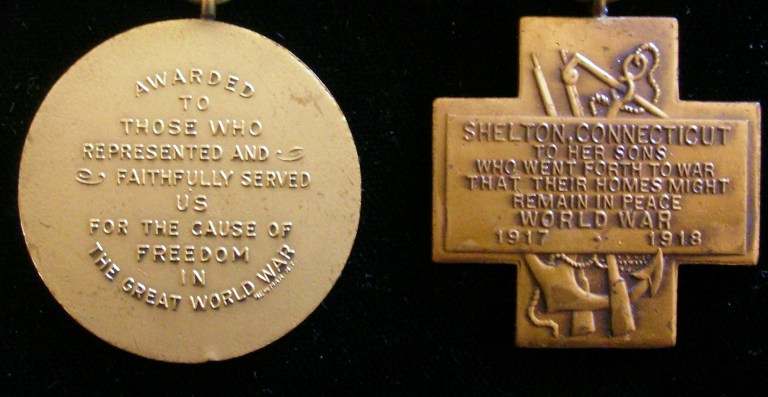 AWARDED
TO
THOSE WHO
REPRESENTED AND
FAITHFULLY SERVED
US
FOR THE CAUSE OF
FREEDOM
IN
THE GREAT WORLD WAR
SHELTON, CONNECTICUT
TO HER SONS
WHO WENT FORTH TO WAR
THAT THEIR HOMES MIGHT
REMAIN IN PEACE
WORLD WAR
1917 - 1918